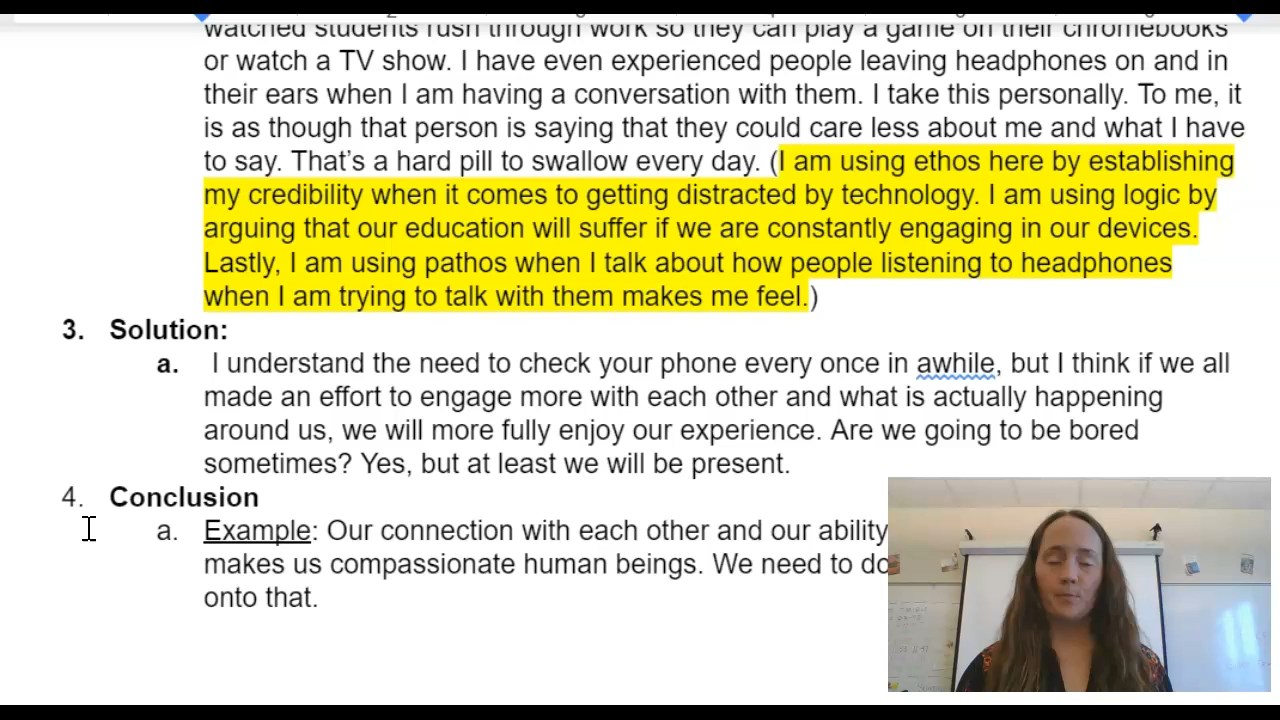 watched students rush through work so they can play a game on their chromebooks
or watch a TV show. I have even experienced people leaving headphones on and in
their ears when I am having a conversation with them. I take this personally. To me, it
is as though that person is saying that they could care less about me and what I have
to say. That’s a hard pill to swallow every day. (I am using ethos here by establishing
my credibility when it comes to getting distracted by technology. I am using logic by
arguing that our education will suffer if we are constantly engaging in our devices.
Lastly, I am using pathos when I talk about how people listening to headphones
when I am trying to talk with them makes me feel.)
3. Solution:
a. I understand the need to check your phone every once in awhile, but I think if we all
made an effort to engage more with each other and what is actually happening
around us, we will more fully enjoy our experience. Are we going to be bored
sometimes? Yes, but at least we will be present.
4. Conclusion
a. Example: Our connection with each other and our ability
makes us compassionate human beings. We need to do
onto that.